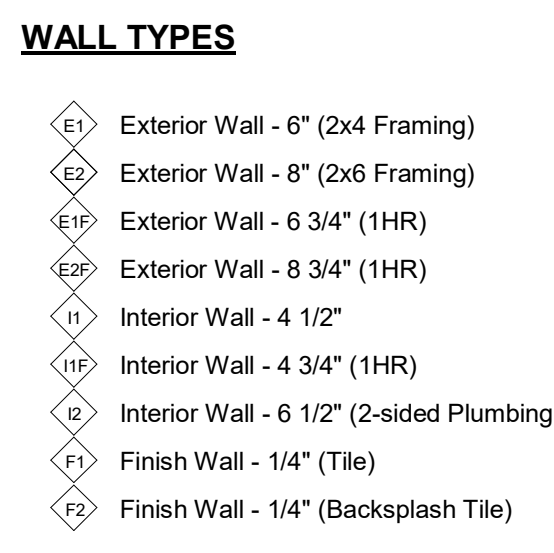 WALL TYPES
E1 Exterior Wall - 6" (2x4 Framing)
E2 Exterior Wall - 8" (2x6 Framing)
E1F Exterior Wall - 6 3/4" (1HR)
E2F Exterior Wall - 8 3/4" (1HR)
I1 Interior Wall - 4 1/2"
I1F Interior Wall - 4 3/4" (1HR)
I2 Interior Wall - 6 1/2" (2-sided Plumbing
F1 Finish Wall - 1/4" (Tile)
F2 Finish Wall - 1/4" (Backsplash Tile)